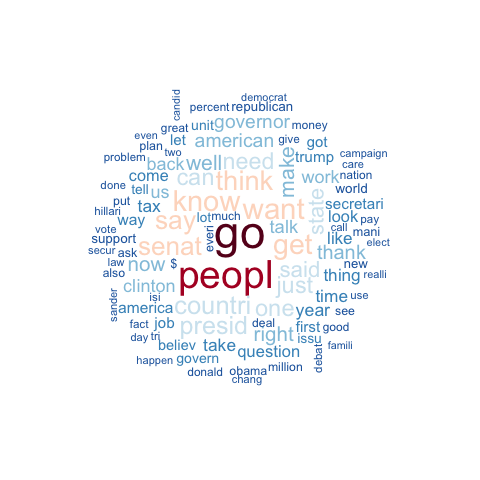 democrat
candid
percent republican
great unit governor money
even let american give got
plan two
problem back well need make trump campaign
care
come can think work nation
done tell us know want state world
put tax secretari
hillari way say lot much talk look pay
vote support everi go call mani
secur ask senat get like thank elect
law now $ peopl said new
also thing realli
clinton just time use
sander isi countri one year see
america
fact job presid deal first good
day tri right issu
believ take question debat famili
happen govern million
donald obama
chang